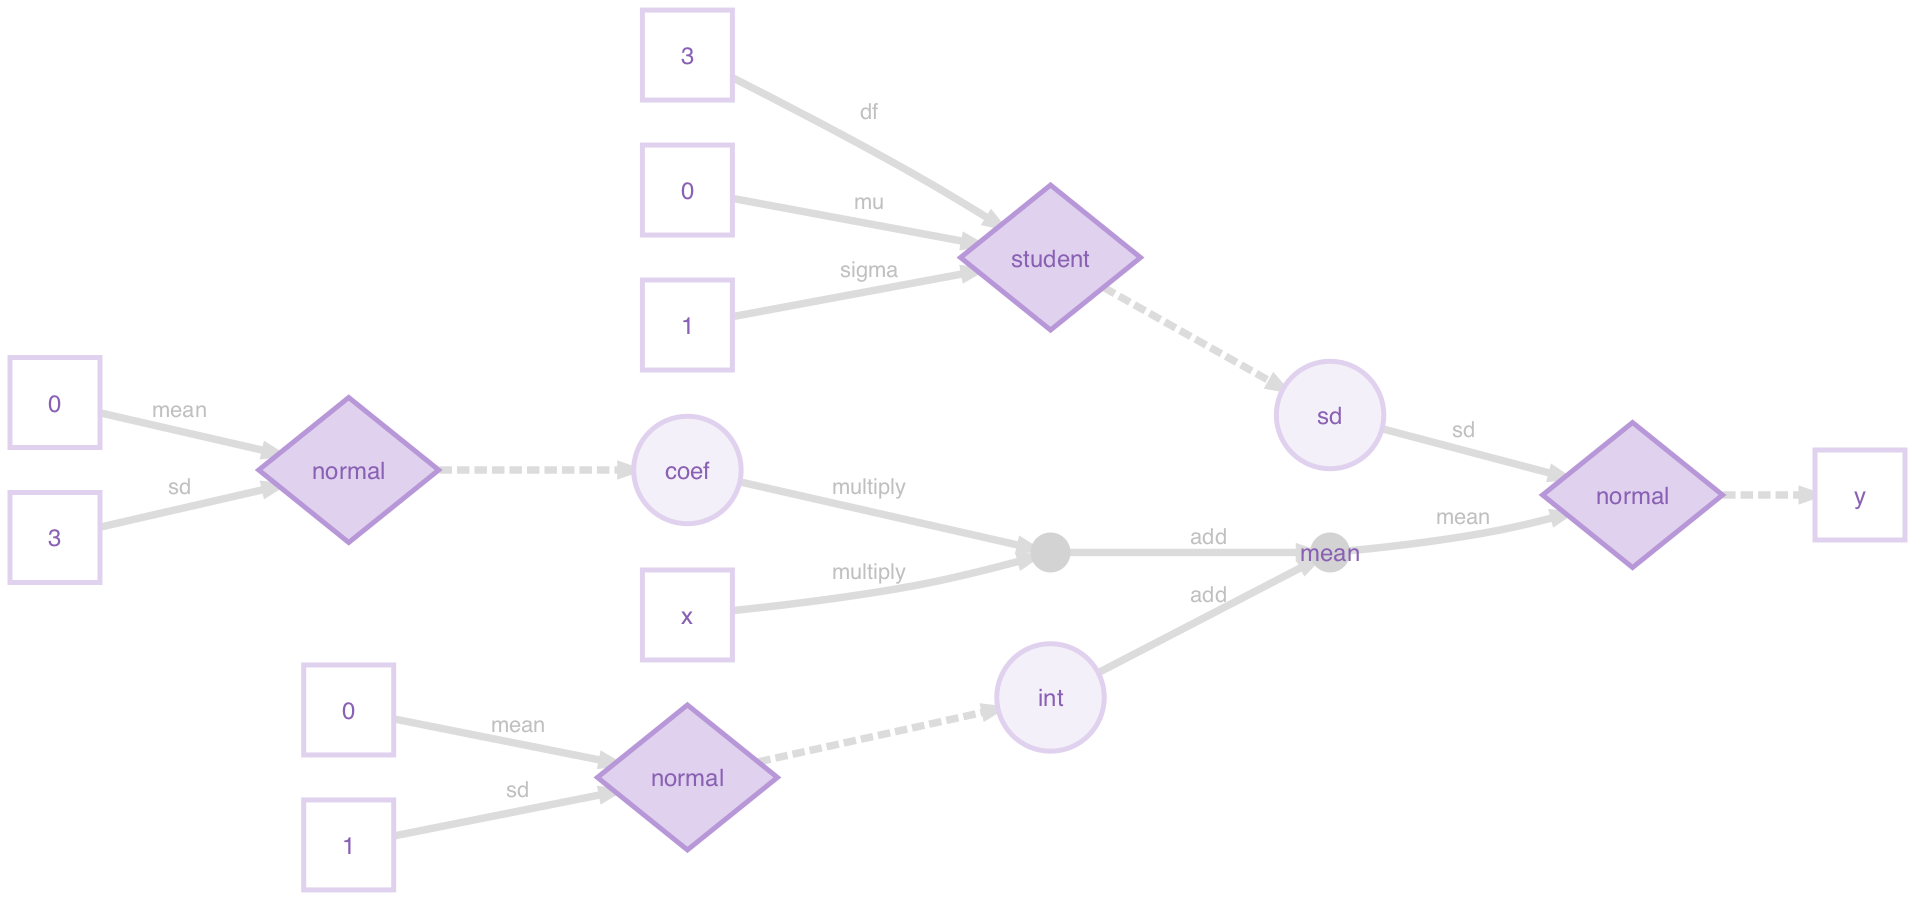 3
df
0
mu
student
sigma
1
0
mean
sd
sd
normal
coef
multiply
normal
y
sd
mean
3
add
mean
multiply
add
x
int
0
mean
normal
sd
1